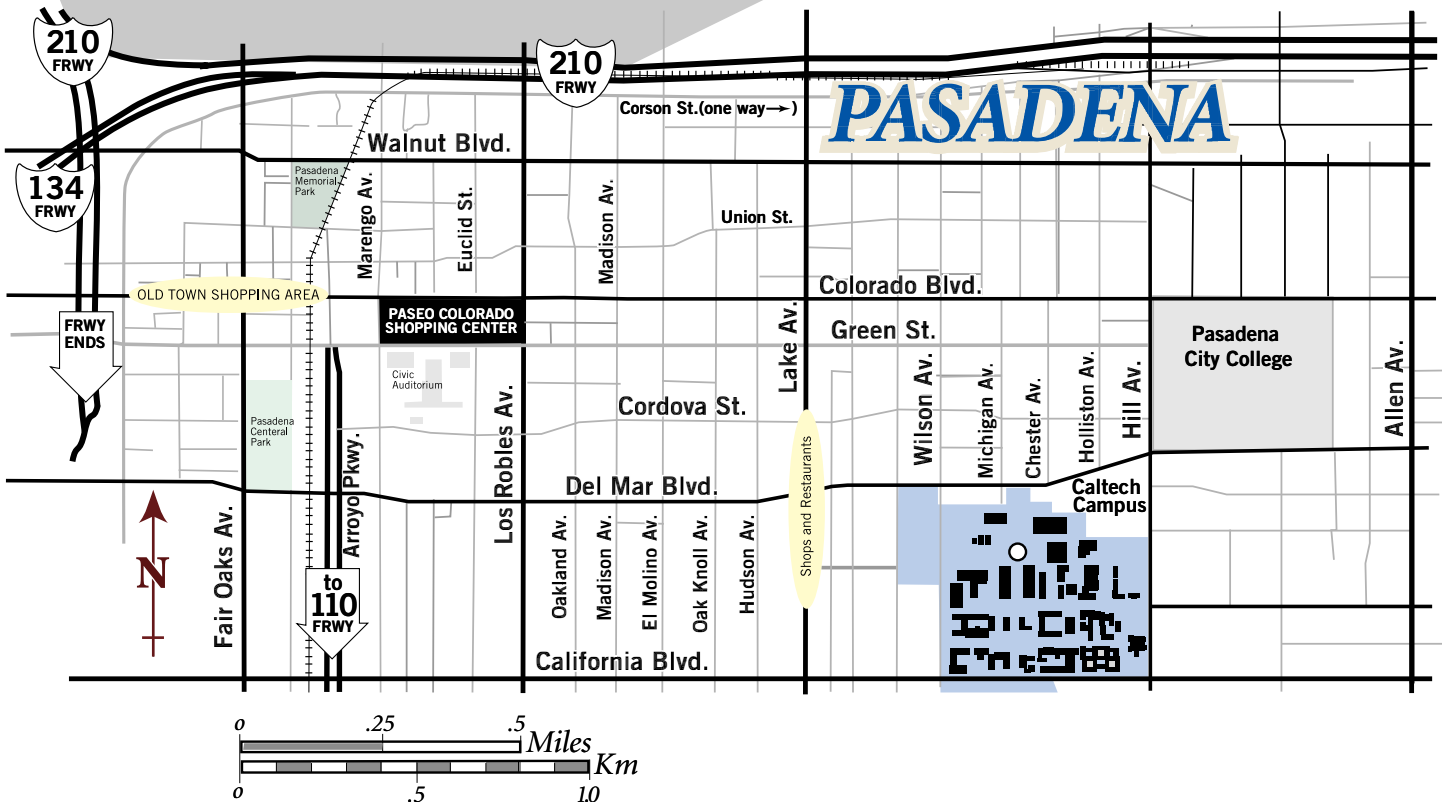 210
FRWY
210
FRWY
Corson St.(one way→)
PASADENA
Walnut Blvd.
134
FRWY
Pasadena
Memorial
Park
Marengo Av.
Euclid St.
Madison Av.
Union St.
OLD TOWN SHOPPING AREA
Colorado Blvd.
PASEO COLORADO
SHOPPING CENTER
FRWY
ENDS
Lake Av.
Green St.
Pasadena
City College
Civic
Auditorium
Wilson Av.
Michigan Av.
Chester Av.
Holliston Av.
Hill Av.
Allen Av.
Pasadena
Central
Park
Arroyo Pkwy.
Los Robles Av.
Cordova St.
Del Mar Blvd.
Shops and Restaurants
Caltech
Campus
N
Fair Oaks Av.
to
110
FRWY
Oakland Av.
Madison Av.
El Molino Av.
Oak Knoll Av.
Hudson Av.
California Blvd.
0 .25 .5
Miles
Km
0 .5 1.0